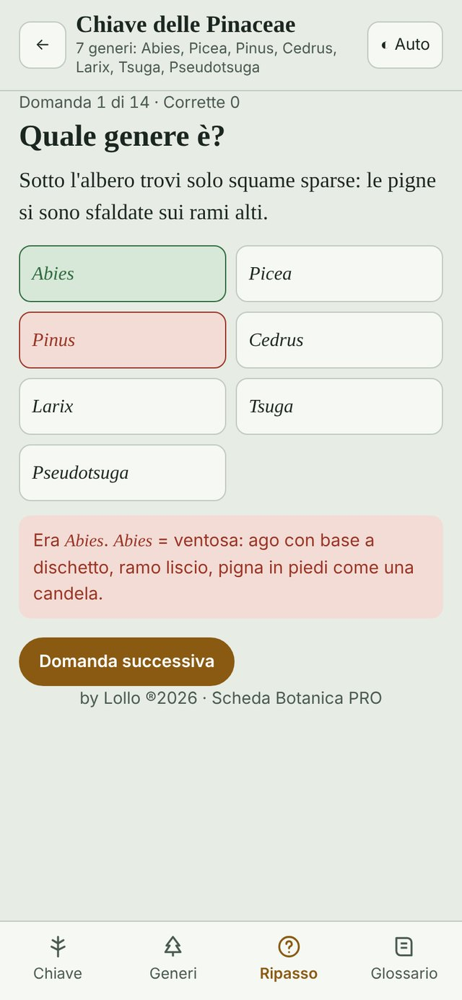 ←
Chiave delle Pinaceae
7 generi: Abies, Picea, Pinus, Cedrus,
Larix, Tsuga, Pseudotsuga
Auto
Domanda 1 di 14 · Corrette 0
Quale genere è?
Sotto l'albero trovi solo squame sparse: le pigne
si sono sfaldate sui rami alti.
Abies
Picea
Pinus
Cedrus
Larix
Tsuga
Pseudotsuga
Era Abies. Abies = ventosa: ago con base a
dischetto, ramo liscio, pigna in piedi come una
candela.
Domanda successiva
by Lollo ®2026 · Scheda Botanica PRO
Chiave
Generi
Ripasso
Glossario